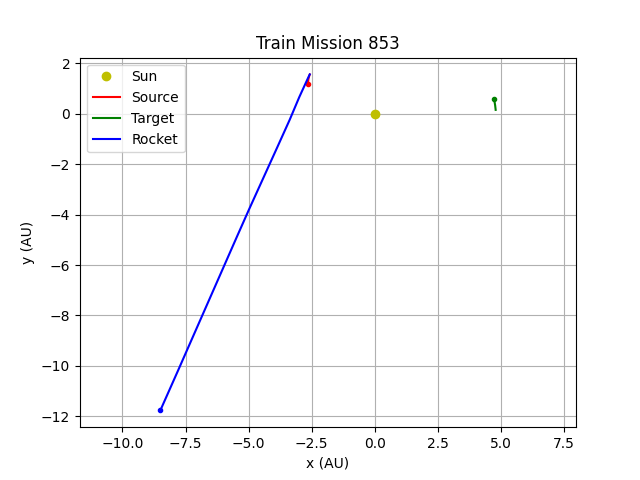 Train Mission 853
2
0
−2
−4
−6
−8
−10
−12
y (AU)
Sun
Source
Target
Rocket
−10.0 −7.5 −5.0 −2.5 0.0 2.5 5.0 7.5
x (AU)